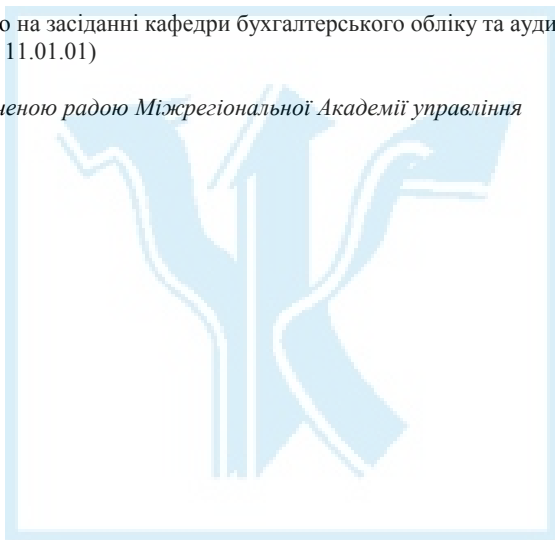 о на засіданні кафедри бухгалтерського обліку та ауди
11.01.01)
ченою радою Міжрегіональної Академії управління